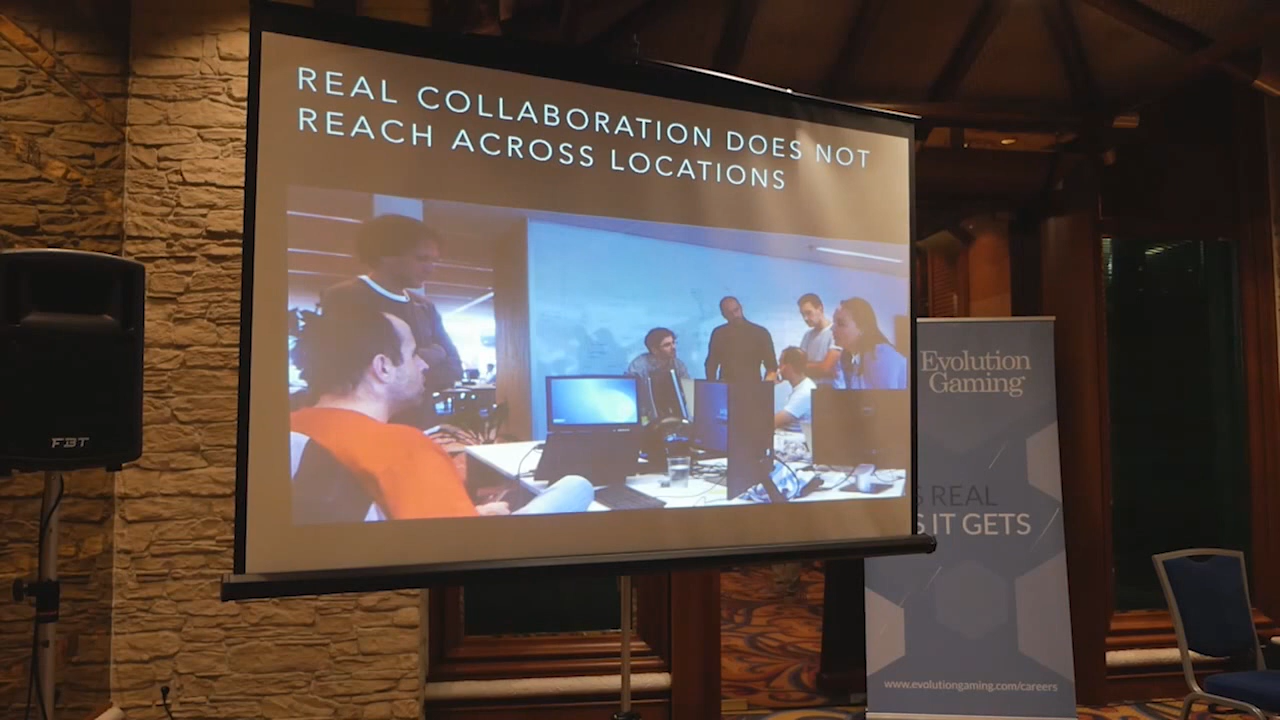 REAL COLLABORATION DOES NOT
REACH ACROSS LOCATIONS
Evolution
Gaming
REAL
IT GETS
www.evolutiongaming.com/careers
FBT